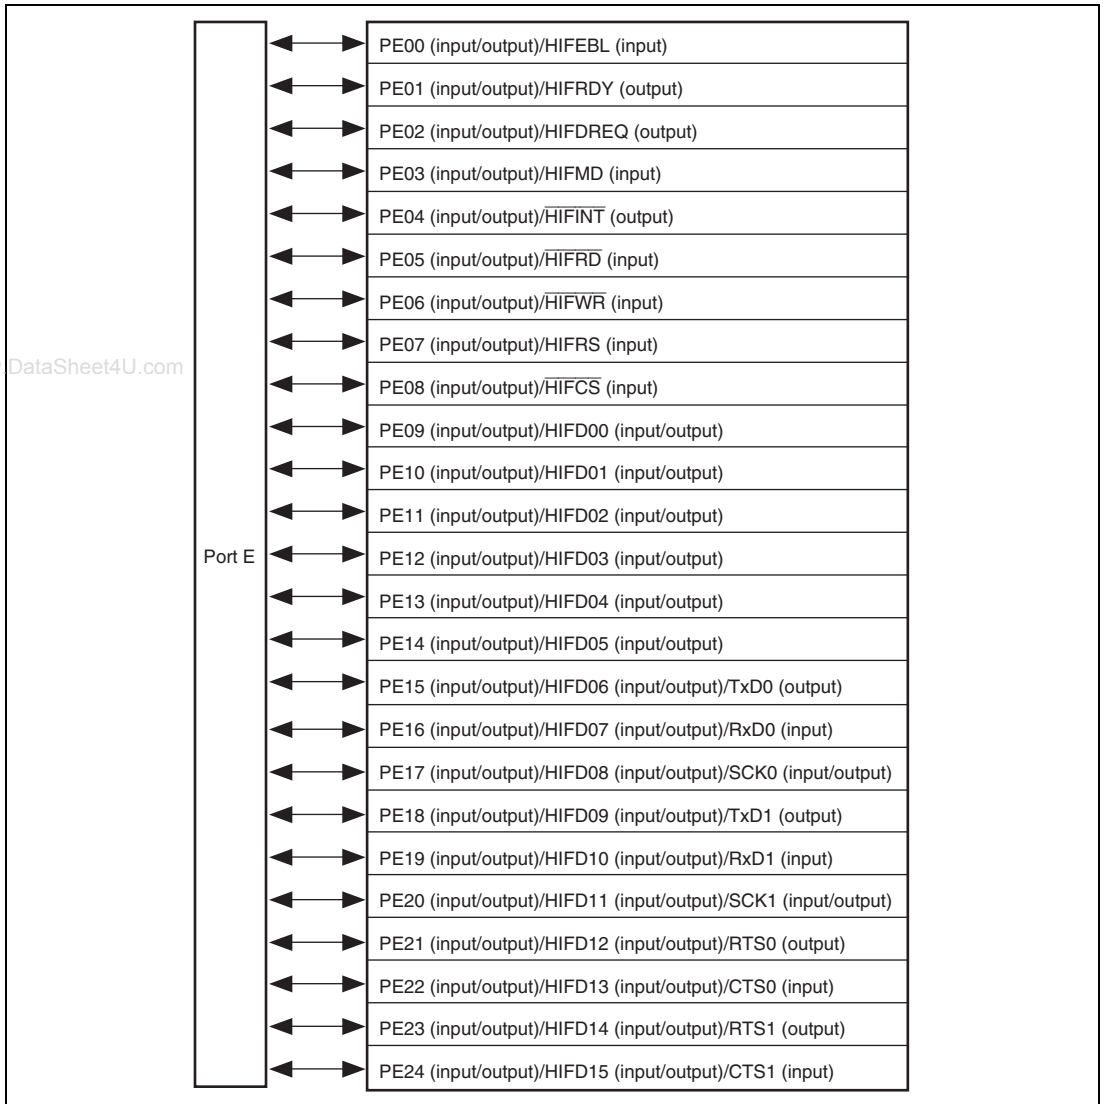 PE00 (input/output)/HIFEBL (input)
PE01 (input/output)/HIFRDY (output)
PE02 (input/output)/HIFDREQ (output)
PE03 (input/output)/HIFMD (input)
PE04 (input/output)/H̅I̅F̅I̅N̅T̅ (output)
PE05 (input/output)/H̅I̅F̅R̅D̅ (input)
PE06 (input/output)/H̅I̅F̅W̅R̅ (input)
PE07 (input/output)/HIFRS (input)
.DataSheet4U.com
PE08 (input/output)/H̅I̅F̅C̅S̅ (input)
PE09 (input/output)/HIFD00 (input/output)
PE10 (input/output)/HIFD01 (input/output)
PE11 (input/output)/HIFD02 (input/output)
Port E
PE12 (input/output)/HIFD03 (input/output)
PE13 (input/output)/HIFD04 (input/output)
PE14 (input/output)/HIFD05 (input/output)
PE15 (input/output)/HIFD06 (input/output)/TxD0 (output)
PE16 (input/output)/HIFD07 (input/output)/RxD0 (input)
PE17 (input/output)/HIFD08 (input/output)/SCK0 (input/output)
PE18 (input/output)/HIFD09 (input/output)/TxD1 (output)
PE19 (input/output)/HIFD10 (input/output)/RxD1 (input)
PE20 (input/output)/HIFD11 (input/output)/SCK1 (input/output)
PE21 (input/output)/HIFD12 (input/output)/RTS0 (output)
PE22 (input/output)/HIFD13 (input/output)/CTS0 (input)
PE23 (input/output)/HIFD14 (input/output)/RTS1 (output)
PE24 (input/output)/HIFD15 (input/output)/CTS1 (input)